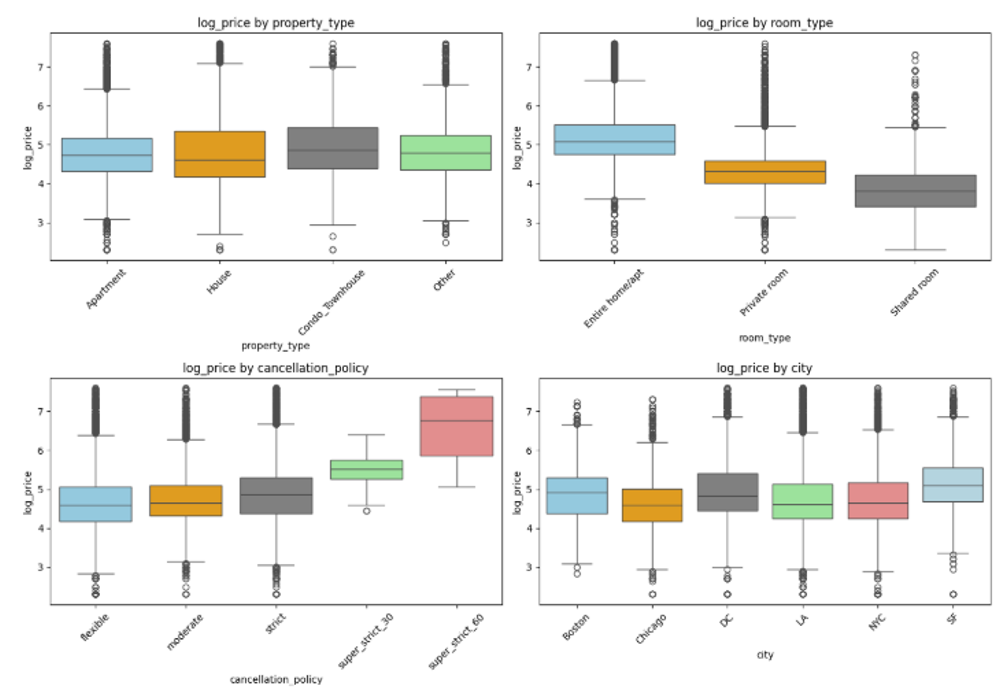 log_price by property_type
log_price
7
6
5
4
3
Apartment
House
Condo_Townhouse
Other
property_type
log_price by room_type
log_price
7
6
5
4
3
Entire home/apt
Private room
Shared room
room_type
log_price by cancellation_policy
log_price
7
6
5
4
3
flexible
moderate
strict
super_strict_30
super_strict_60
cancellation_policy
log_price by city
log_price
7
6
5
4
3
Boston
Chicago
DC
LA
NYC
SF
city